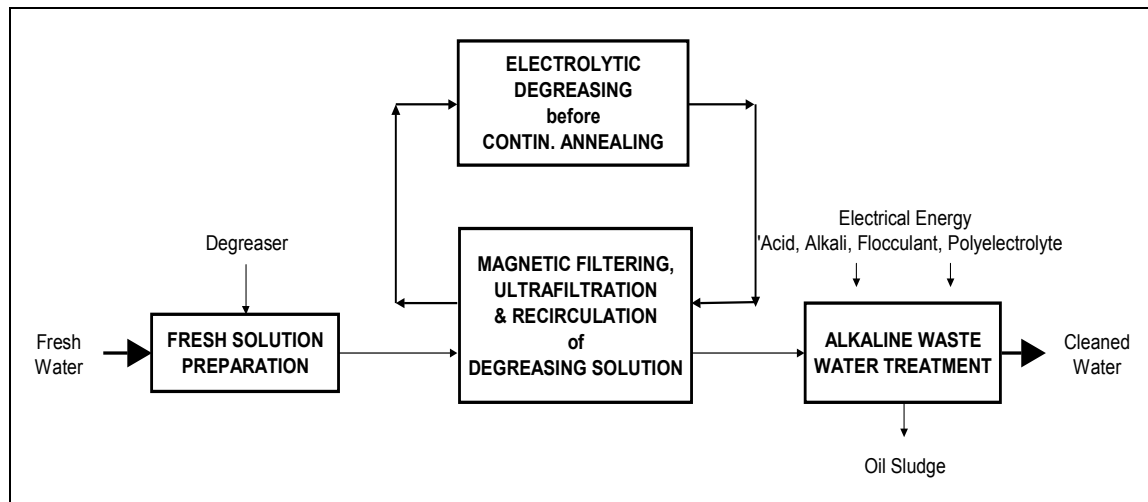 ELECTROLYTIC
DEGREASING
before
CONTIN. ANNEALING
Electrical Energy
'Acid, Alkali, Flocculant, Polyelectrolyte
Degreaser
MAGNETIC FILTERING,
ULTRAFILTRATION
& RECIRCULATION
of
DEGREASING SOLUTION
Fresh
Water
FRESH SOLUTION
PREPARATION
ALKALINE WASTE
WATER TREATMENT
Cleaned
Water
Oil Sludge